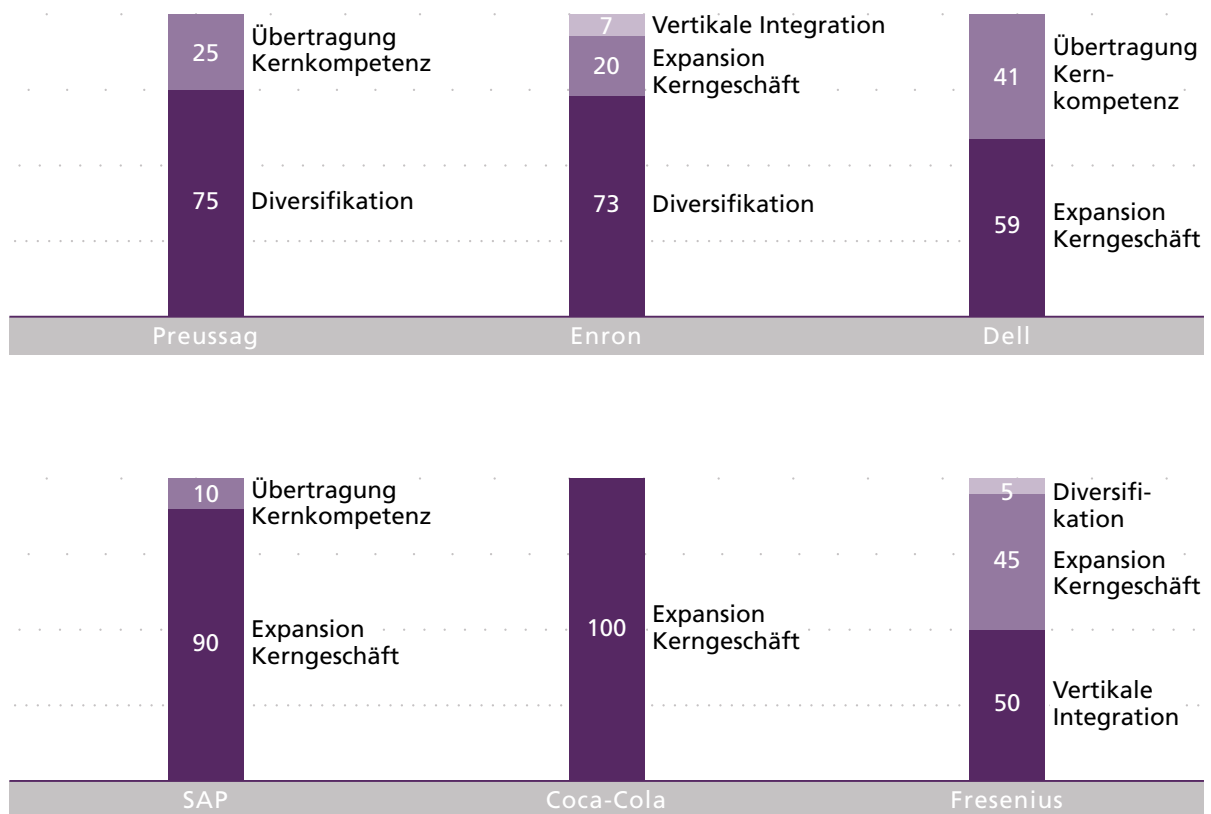 25
Übertragung
Kernkompetenz
75
Diversifikation
Preussag
7
Vertikale Integration
20
Expansion
Kerngeschäft
73
Diversifikation
Enron
41
Übertragung
Kern-
kompetenz
59
Expansion
Kerngeschäft
Dell
10
Übertragung
Kernkompetenz
90
Expansion
Kerngeschäft
SAP
100
Expansion
Kerngeschäft
Coca-Cola
5
Diversifi-
kation
45
Expansion
Kerngeschäft
50
Vertikale
Integration
Fresenius